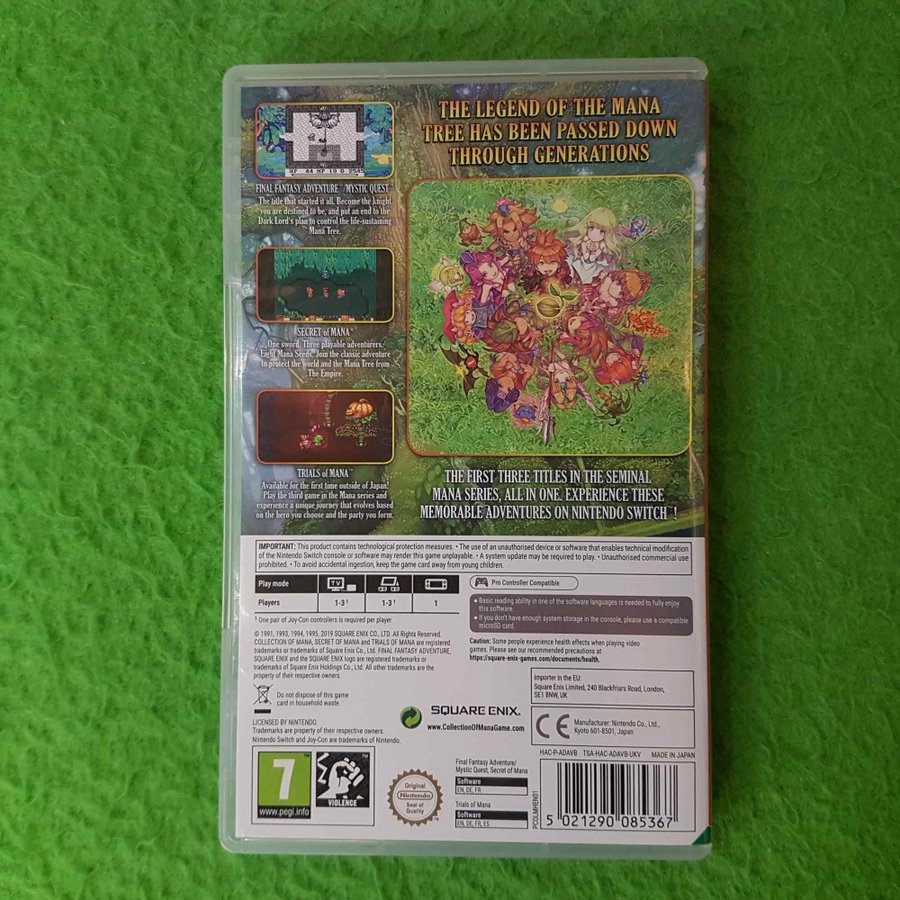 THE LEGEND OF THE MANA
TREE HAS BEEN PASSED DOWN
THROUGH GENERATIONS
FINAL FANTASY ADVENTURE™/MYSTIC QUEST™
The title that started it all. Become the knight
you are destined to be, and put an end to the
Dark Lord's plan to control the life-sustaining
Mana Tree.
SECRET of MANA™
One sword. Three playable adventurers.
Eight Mana Seeds. Join the classic adventure
to protect the world and the Mana Tree from
The Empire.
TRIALS of MANA™
Available for the first time outside of Japan!
Play the third game in the Mana series and
experience a unique journey that evolves based
on the hero you choose and the party you form.
THE FIRST THREE TITLES IN THE SEMINAL
MANA SERIES, ALL IN ONE. EXPERIENCE THESE
MEMORABLE ADVENTURES ON NINTENDO SWITCH™!
IMPORTANT: This product contains technological protection measures. • The use of an unauthorised device or software that enables technical modification
of the Nintendo Switch console or software may render this game unplayable. • A system update may be required to play. • Unauthorised commercial use
prohibited. • To avoid accidental ingestion, keep the game card away from young children.
Play mode
TV
Players 1-3¹ 1-3¹ 1
¹ One pair of Joy-Con controllers is required per player.
Pro Controller Compatible
• Basic reading ability in one of the software languages is needed to fully enjoy
this software.
• If you don't have enough system storage in the console, please use a compatible
microSD card.
© 1991, 1993, 1994, 1995, 2019 SQUARE ENIX CO., LTD. All Rights Reserved.
COLLECTION OF MANA, SECRET OF MANA and TRIALS OF MANA are registered
trademarks or trademarks of Square Enix Co., Ltd. FINAL FANTASY ADVENTURE,
SQUARE ENIX and the SQUARE ENIX logo are registered trademarks or
trademarks of Square Enix Holdings Co., Ltd. All other trademarks are the
property of their respective owners.
Caution: Some people experience health effects when playing video
games. Please see our recommended precautions at
https://square-enix-games.com/documents/health.
Do not dispose of this game
card in household waste.
LICENSED BY NINTENDO.
Trademarks are property of their respective owners.
Nintendo Switch and Joy-Con are trademarks of Nintendo.
SQUARE ENIX.
www.CollectionOfManaGame.com
Importer in the EU:
Square Enix Limited, 240 Blackfriars Road, London,
SE1 8NW, UK
CE
Manufacturer: Nintendo Co., Ltd.,
Kyoto 601-8501, Japan
HAC-P-ADAVB TSA-HAC-ADAVB-UKV MADE IN JAPAN
7
www.pegi.info
VIOLENCE
Original
Nintendo
Seal of
Quality
Final Fantasy Adventure/
Mystic Quest, Secret of Mana
Software
EN, DE, FR
Trials of Mana
Software
EN, DE, FR, ES
PCOLMHEN01
5 021290 085367